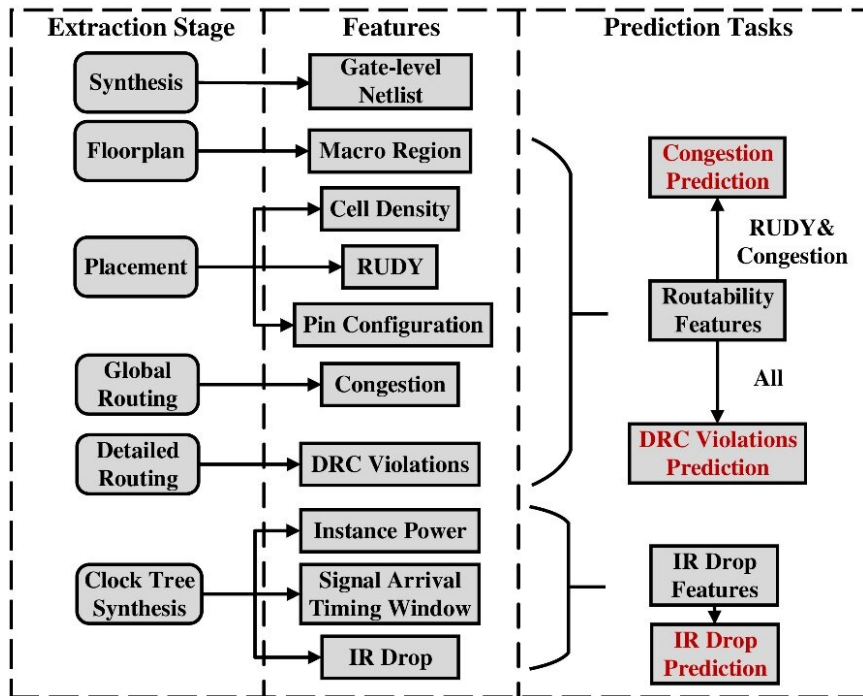 Extraction Stage
Features
Prediction Tasks
Synthesis
Gate-level
Netlist
Floorplan
Macro Region
Placement
Cell Density
RUDY
Pin Configuration
Global
Routing
Congestion
Detailed
Routing
DRC Violations
Clock Tree
Synthesis
Instance Power
Signal Arrival
Timing Window
IR Drop
Congestion
Prediction
RUDY&
Congestion
Routability
Features
All
DRC Violations
Prediction
IR Drop
Features
IR Drop
Prediction